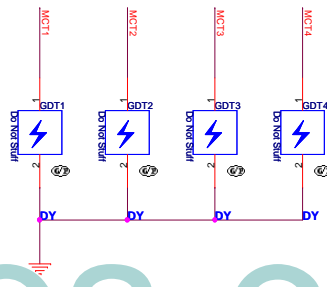 MCT1
MCT2
MCT3
MCT4
1
GDT1
1
GDT2
1
GDT3
1
GDT4
Do Not Stuff
Do Not Stuff
Do Not Stuff
Do Not Stuff
2
2
2
2
DY
DY
DY
DY